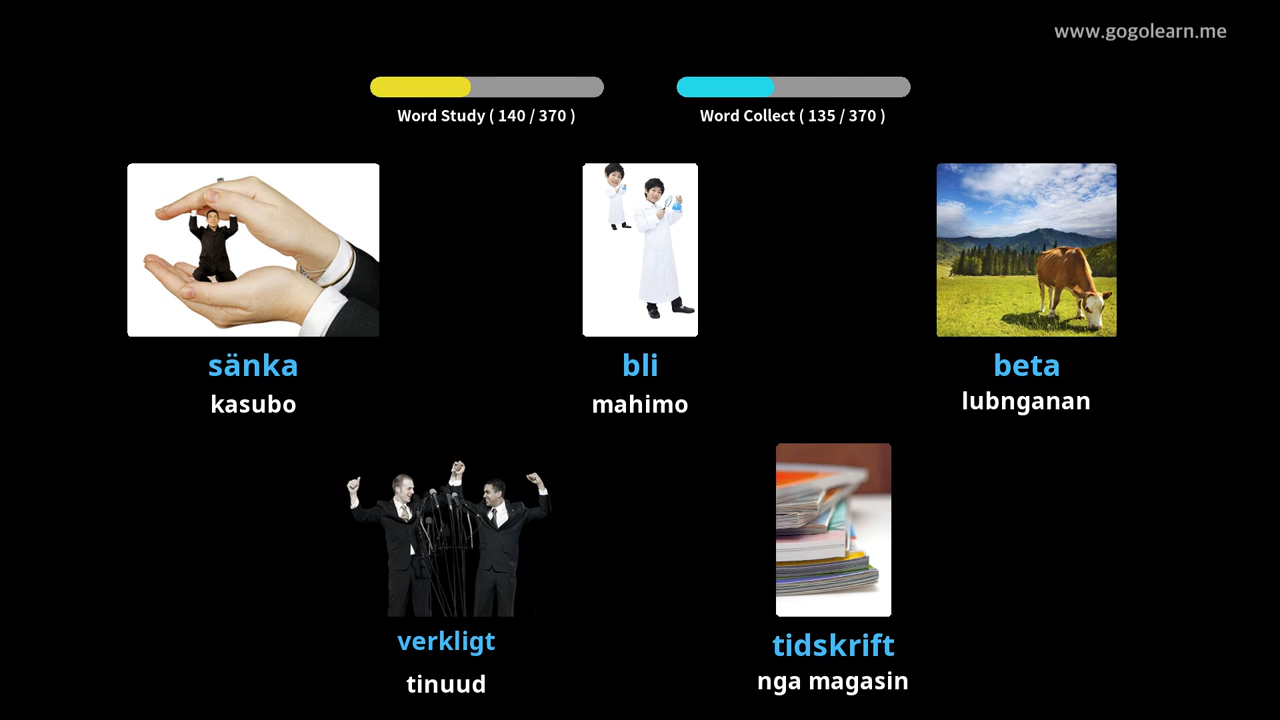 www.gogolearn.me
Word Study ( 140 / 370 )
Word Collect ( 135 / 370 )
sänka
kasubo
bli
mahimo
beta
lubnganan
verkligt
tinuud
tidskrift
nga magasin